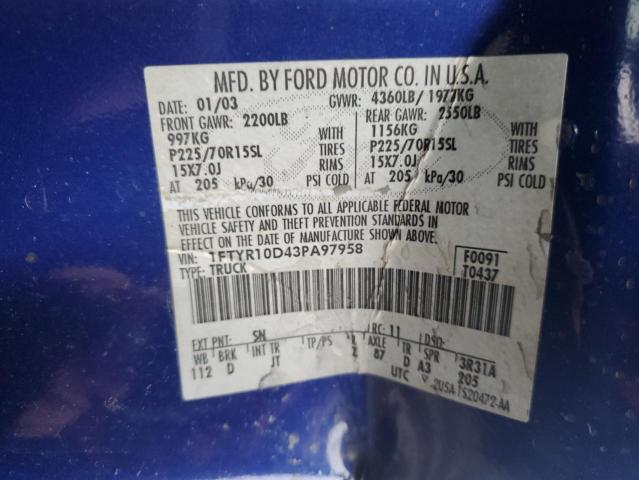 MFD. BY FORD MOTOR CO. IN U.S.A.
DATE: 01/03 GVWR: 4360LB/ 1977KG
FRONT GAWR: 2200LB REAR GAWR: 2550LB
997KG WITH 1156KG WITH
P225/70R15SL TIRES P225/70R15SL TIRES
15X7.0J RIMS 15X7.0J RIMS
AT 205 kPa/30 PSI COLD AT 205 kPa/30 PSI COLD
THIS VEHICLE CONFORMS TO ALL APPLICABLE FEDERAL MOTOR
VEHICLE SAFETY AND THEFT PREVENTION STANDARDS IN
EFFECT ON THE DATE OF MANUFACTURE SHOWN ABOVE.
VIN: 1FTYR10D43PA97958 F0091
TYPE: TRUCK T0437
EXT PNT: SN RC: 11 DSO:
WB BRK INT TR TP/PS R AXLE TR SPR 3R31A
112 D JT 2 87 D A3 205
UTC 2USA-1520472-AA